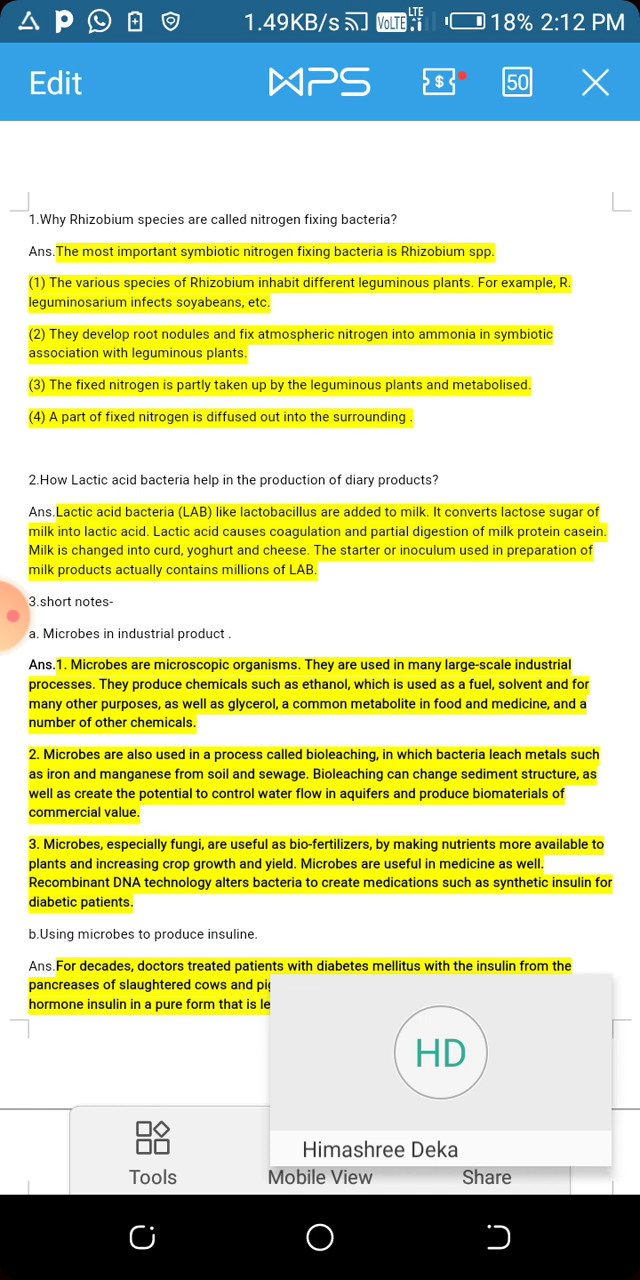 1.49KB/s VoLTE LTE 18% 2:12 PM
Edit WPS $ 50
1.Why Rhizobium species are called nitrogen fixing bacteria?
Ans.The most important symbiotic nitrogen fixing bacteria is Rhizobium spp.
(1) The various species of Rhizobium inhabit different leguminous plants. For example, R.
leguminosarium infects soyabeans, etc.
(2) They develop root nodules and fix atmospheric nitrogen into ammonia in symbiotic
association with leguminous plants.
(3) The fixed nitrogen is partly taken up by the leguminous plants and metabolised.
(4) A part of fixed nitrogen is diffused out into the surrounding .
2.How Lactic acid bacteria help in the production of diary products?
Ans.Lactic acid bacteria (LAB) like lactobacillus are added to milk. It converts lactose sugar of
milk into lactic acid. Lactic acid causes coagulation and partial digestion of milk protein casein.
Milk is changed into curd, yoghurt and cheese. The starter or inoculum used in preparation of
milk products actually contains millions of LAB.
3.short notes-
a. Microbes in industrial product .
Ans.1. Microbes are microscopic organisms. They are used in many large-scale industrial
processes. They produce chemicals such as ethanol, which is used as a fuel, solvent and for
many other purposes, as well as glycerol, a common metabolite in food and medicine, and a
number of other chemicals.
2. Microbes are also used in a process called bioleaching, in which bacteria leach metals such
as iron and manganese from soil and sewage. Bioleaching can change sediment structure, as
well as create the potential to control water flow in aquifers and produce biomaterials of
commercial value.
3. Microbes, especially fungi, are useful as bio-fertilizers, by making nutrients more available to
plants and increasing crop growth and yield. Microbes are useful in medicine as well.
Recombinant DNA technology alters bacteria to create medications such as synthetic insulin for
diabetic patients.
b.Using microbes to produce insuline.
Ans.For decades, doctors treated patients with diabetes mellitus with the insulin from the
pancreases of slaughtered cows and
hormone insulin in a pure form that is
HD
Himashree Deka
Tools Mobile View Share